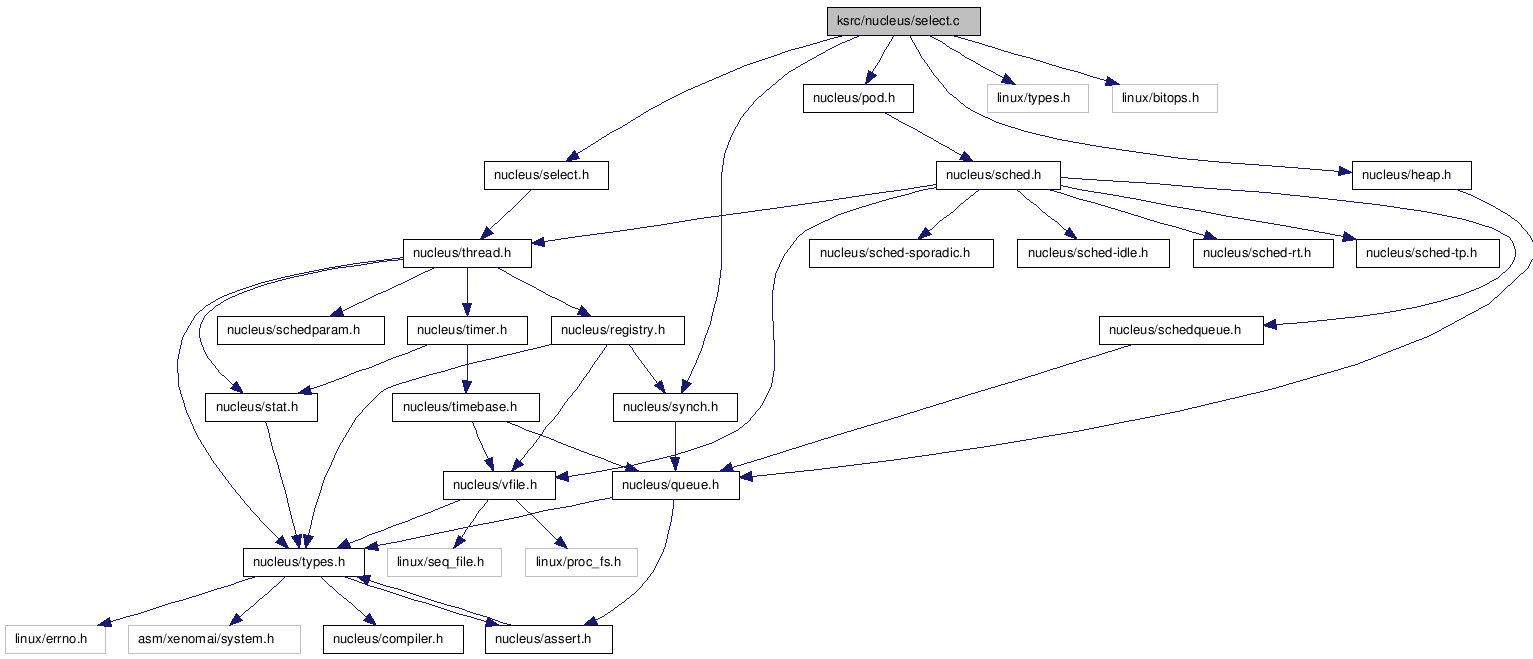 ksrc/nucleus/select.c
nucleus/pod.h
linux/types.h
linux/bitops.h
nucleus/select.h
nucleus/sched.h
nucleus/heap.h
nucleus/thread.h
nucleus/sched-sporadic.h
nucleus/sched-idle.h
nucleus/sched-rt.h
nucleus/sched-tp.h
nucleus/schedparam.h
nucleus/timer.h
nucleus/registry.h
nucleus/schedqueue.h
nucleus/stat.h
nucleus/timebase.h
nucleus/synch.h
nucleus/vfile.h
nucleus/queue.h
nucleus/types.h
linux/seq_file.h
linux/proc_fs.h
linux/errno.h
asm/xenomai/system.h
nucleus/compiler.h
nucleus/assert.h